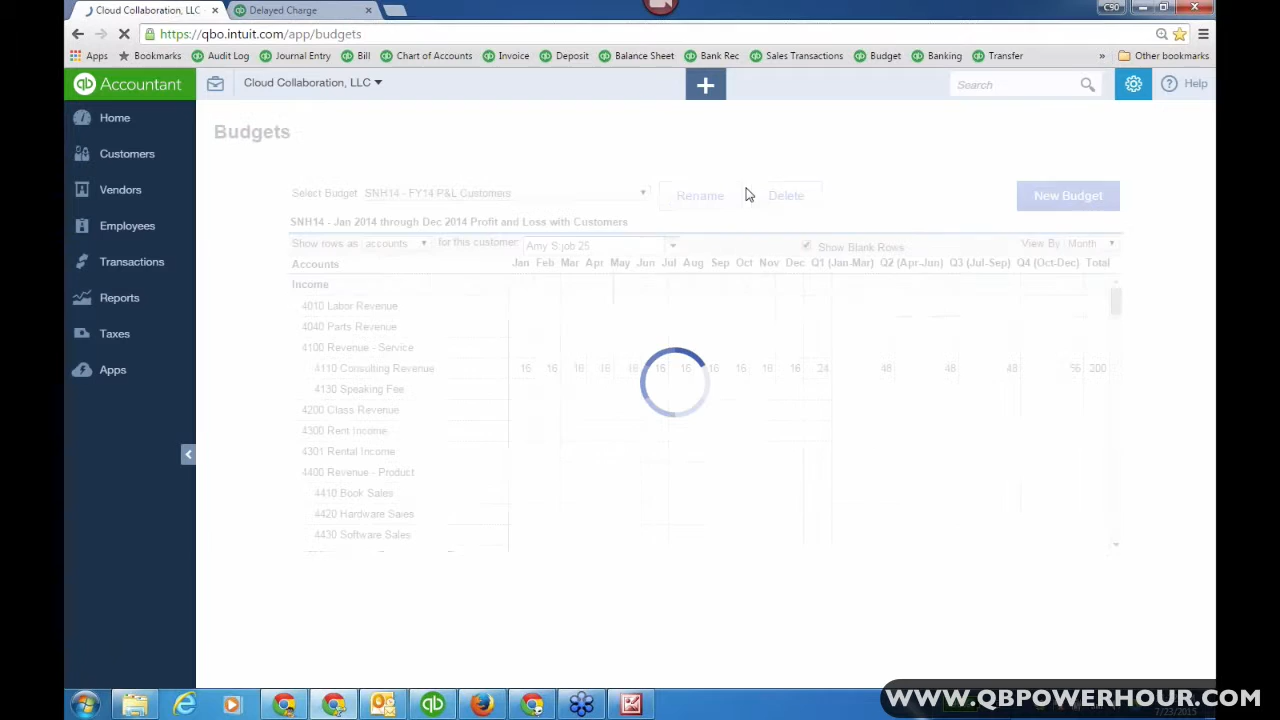 Cloud Collaboration, LLC
Delayed Charge
C90
https://qbo.intuit.com/app/budgets
Apps Bookmarks Audit Log Journal Entry Bill Chart of Accounts Invoice Deposit Balance Sheet Bank Rec Sales Transactions Budget Banking Transfer » Other bookmarks
qb Accountant Cloud Collaboration, LLC + Search Help
Home
Customers
Vendors
Employees
Transactions
Reports
Taxes
Apps
Budgets
Select Budget SNH14 - FY14 P&L Customers Rename Delete New Budget
SNH14 - Jan 2014 through Dec 2014 Profit and Loss with Customers
Show rows as accounts for this customer: Amy S:job 25 Show Blank Rows View By Month
Accounts Jan Feb Mar Apr May Jun Jul Aug Sep Oct Nov Dec Q1 (Jan-Mar) Q2 (Apr-Jun) Q3 (Jul-Sep) Q4 (Oct-Dec) Total
Income
4010 Labor Revenue
4040 Parts Revenue
4100 Revenue - Service
4110 Consulting Revenue 16 16 16 16 16 16 16 16 16 16 16 24 48 48 48 56 200
4130 Speaking Fee
4200 Class Revenue
4300 Rent Income
4301 Rental Income
4400 Revenue - Product
4410 Book Sales
4420 Hardware Sales
4430 Software Sales
WWW.QBPOWERHOUR.COM
7/23/2015